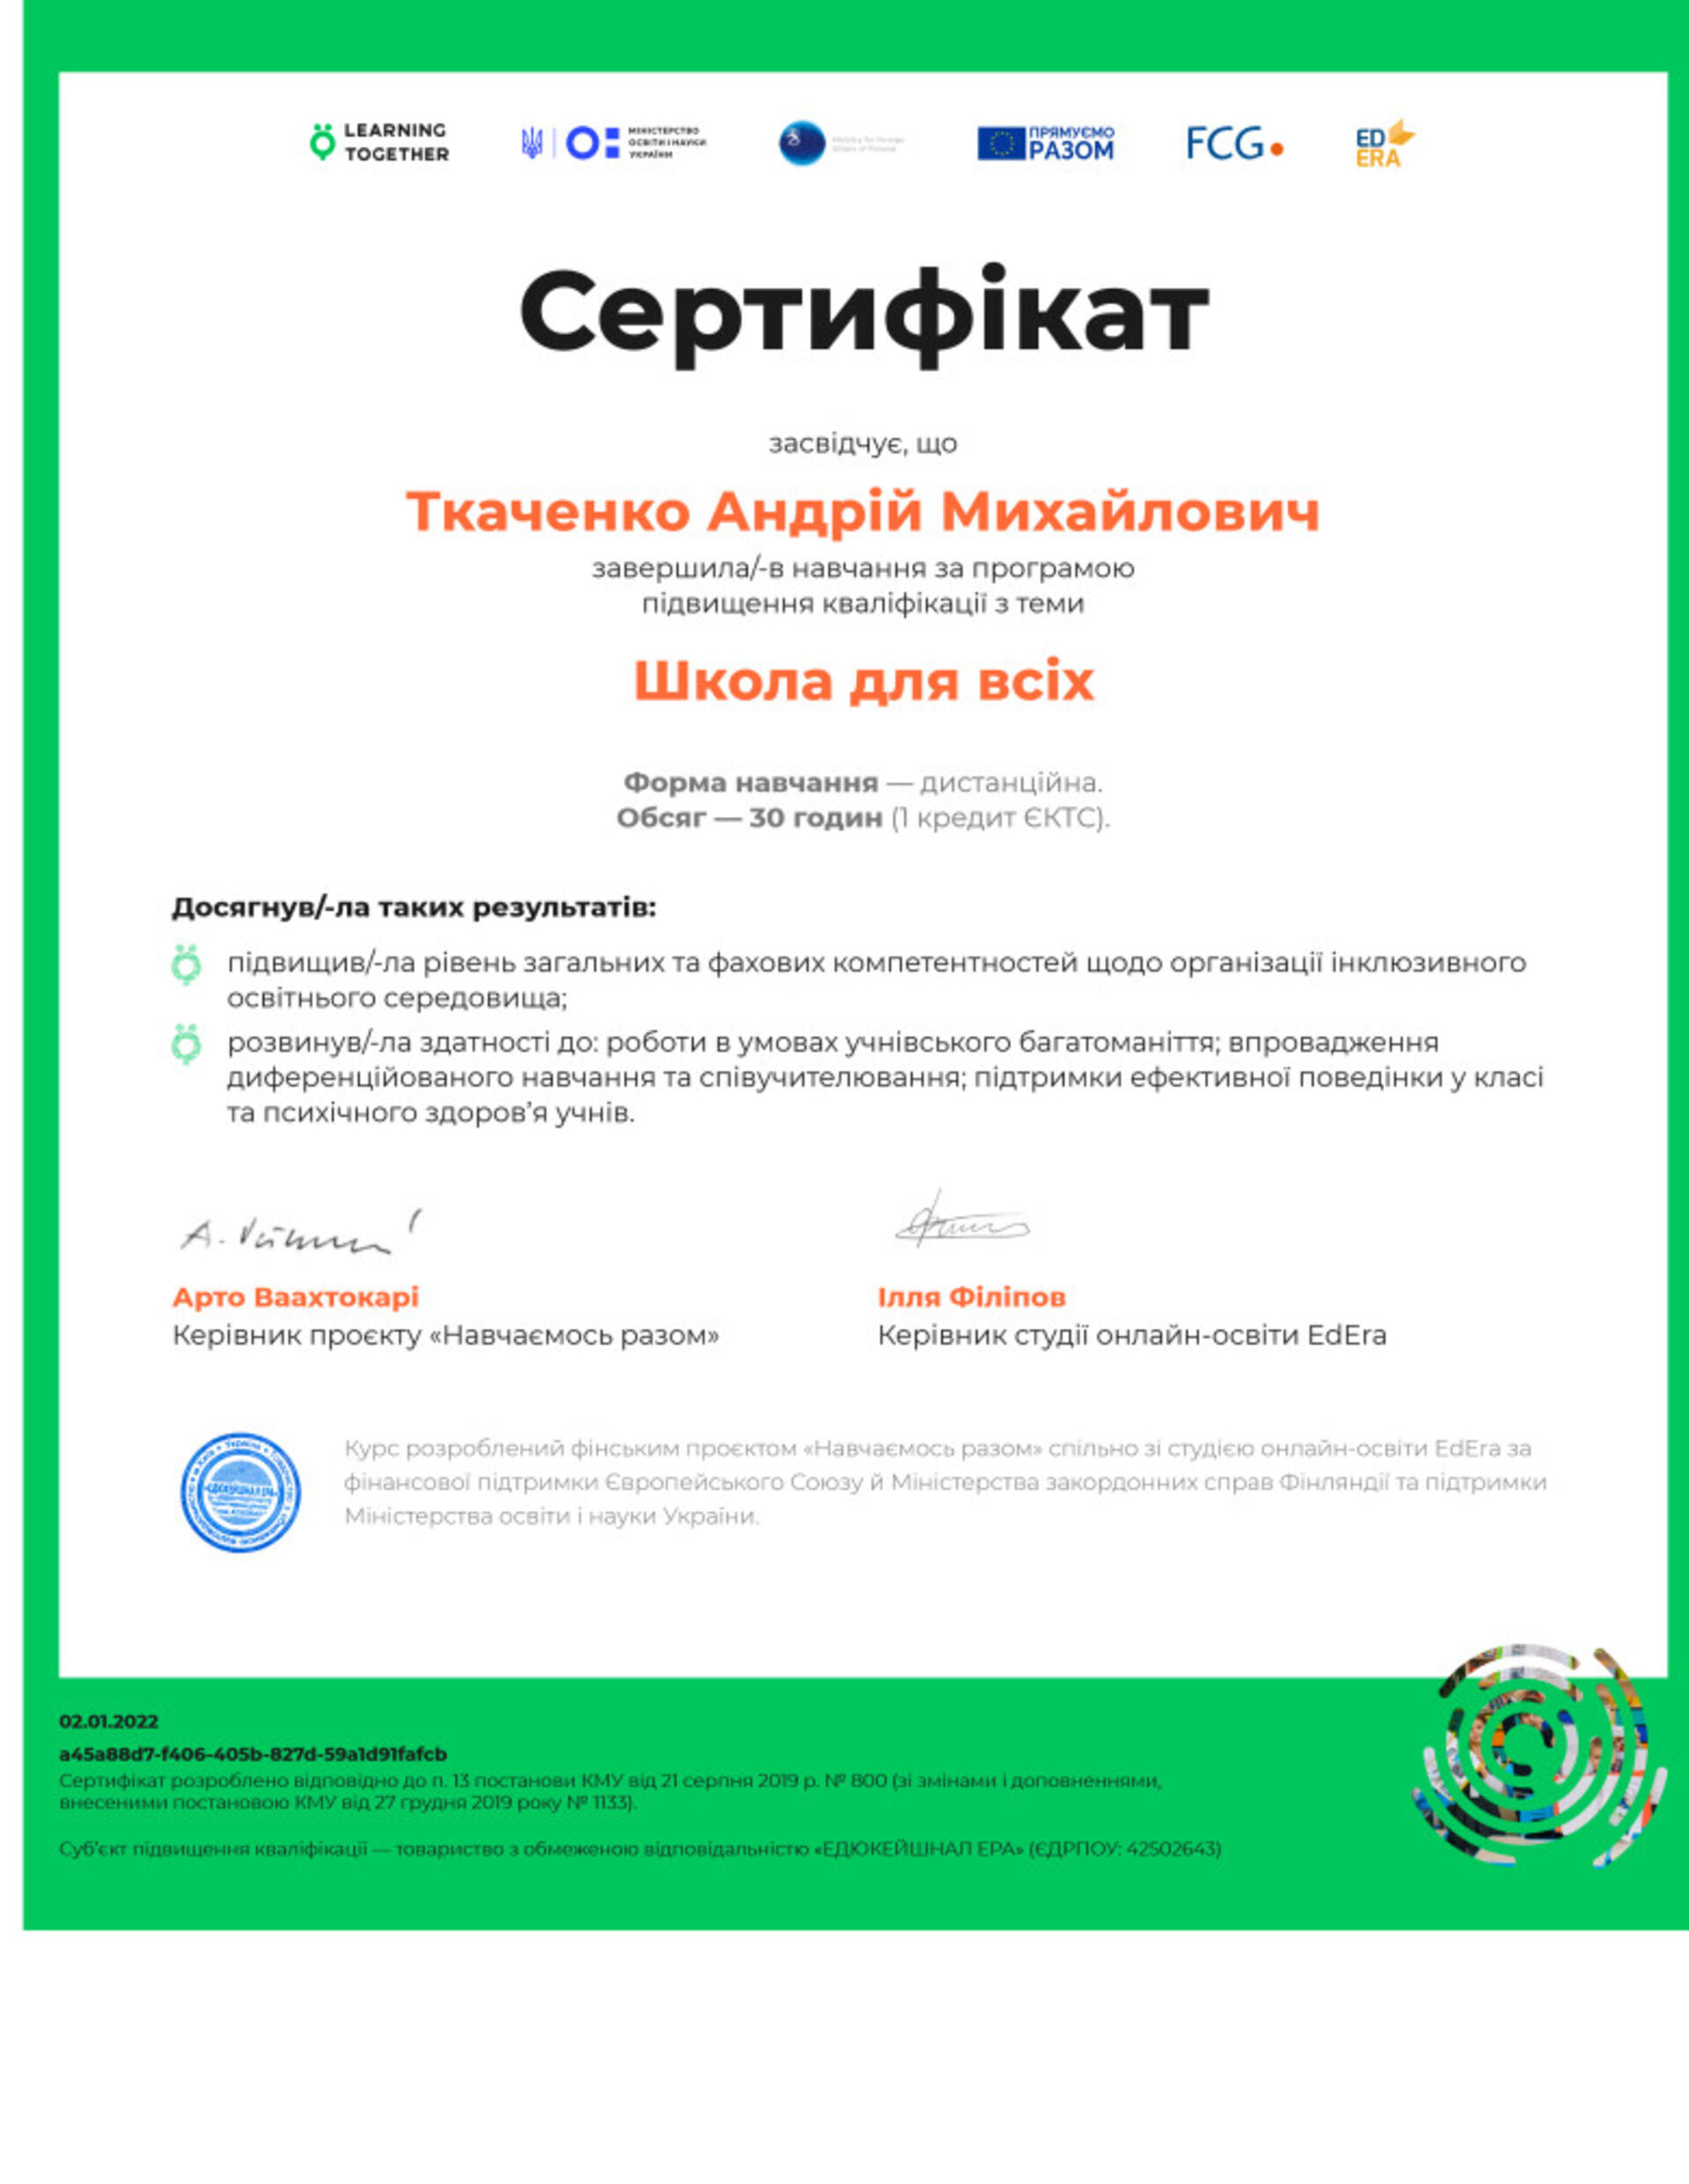 LEARNING
TOGETHER
МІНІСТЕРСТВО
ОСВІТИ І НАУКИ
УКРАЇНИ
Ministry for Foreign
Affairs of Finland
ПРЯМУЄМО
РАЗОМ
FCG
ED
ERA
Сертифікат
засвідчує, що
Ткаченко Андрій Михайлович
завершила/-в навчання за програмою
підвищення кваліфікації з теми
Школа для всіх
Форма навчання — дистанційна.
Обсяг — 30 годин (1 кредит ЄКТС).
Досягнув/-ла таких результатів:
підвищив/-ла рівень загальних та фахових компетентностей щодо організації інклюзивного
освітнього середовища;
розвинув/-ла здатності до: роботи в умовах учнівського багатоманіття; впровадження
диференційованого навчання та співучителювання; підтримки ефективної поведінки у класі
та психічного здоров’я учнів.
Арто Ваахтокарі
Керівник проєкту «Навчаємось разом»
Ілля Філіпов
Керівник студії онлайн-освіти EdEra
Курс розроблений фінським проєктом «Навчаємось разом» спільно зі студією онлайн-освіти EdEra за
фінансової підтримки Європейського Союзу й Міністерства закордонних справ Фінляндії та підтримки
Міністерства освіти і науки України.
02.01.2022
a45a88d7-f406-405b-827d-59a1d91fafcb
Сертифікат розроблено відповідно до п. 13 постанови КМУ від 21 серпня 2019 р. № 800 (зі змінами і доповненнями,
внесеними постановою КМУ від 27 грудня 2019 року № 1133).
Суб’єкт підвищення кваліфікації — товариство з обмеженою відповідальністю «ЕДЮКЕЙШНАЛ ЕРА» (ЄДРПОУ: 42502643)